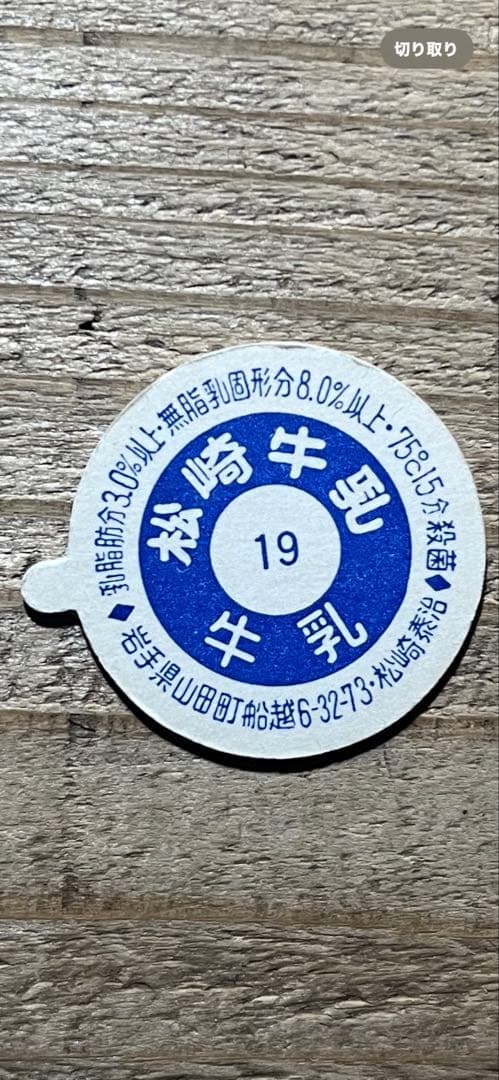 切り取り
乳脂肪分3.0%以上・無脂乳固形分8.0%以上・75℃15分殺菌
松崎牛乳
19
牛乳
岩手県山田町船越6-32-73・松崎泰治